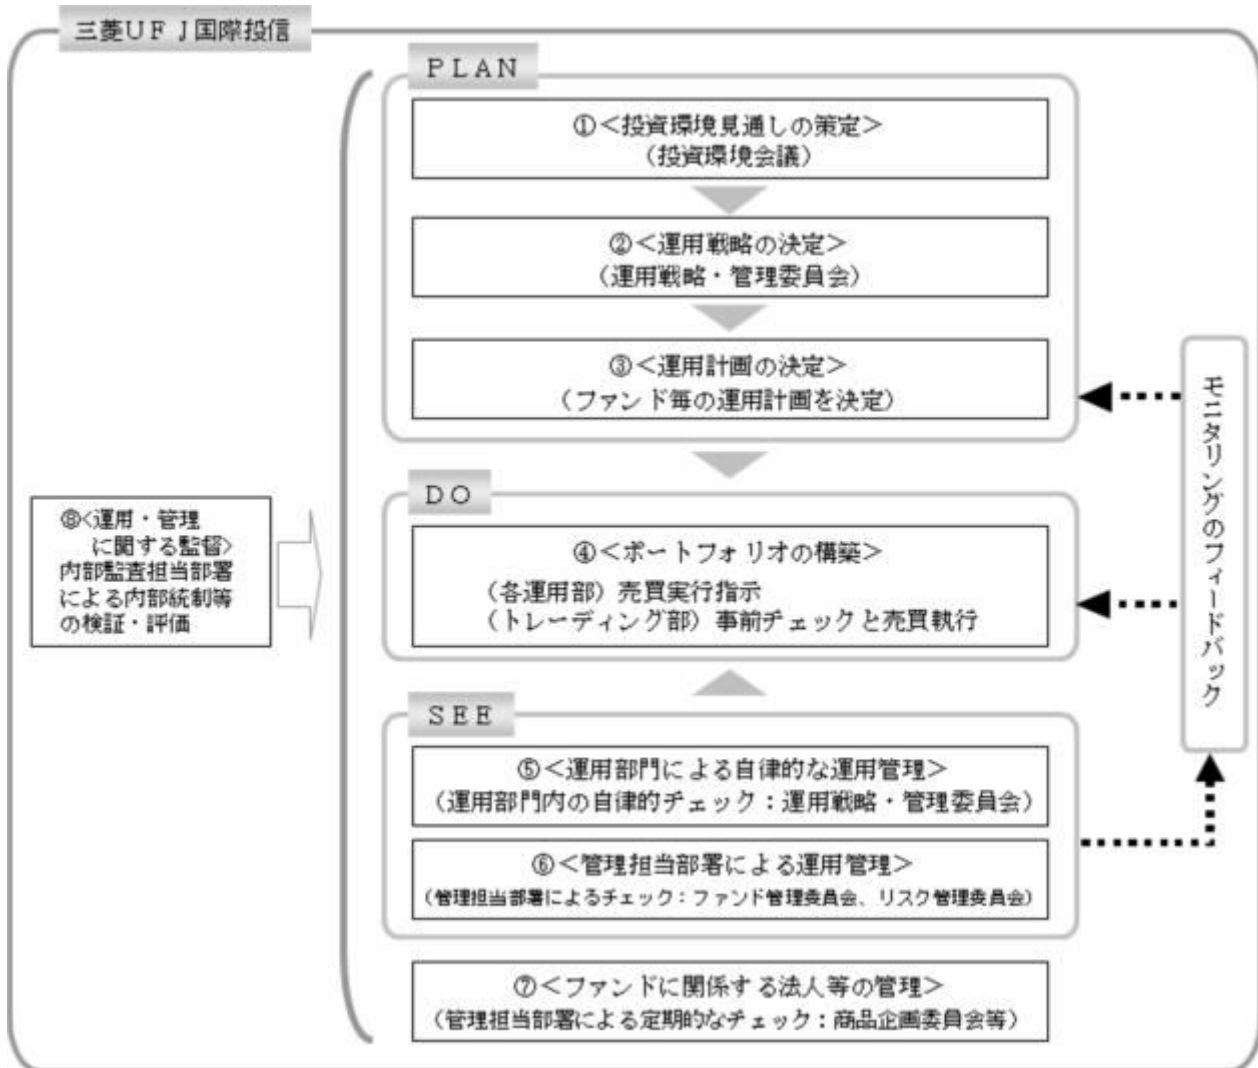 三菱UFJ国際投信
PLAN
①<投資環境見通しの策定>
(投資環境会議)
②<運用戦略の決定>
(運用戦略・管理委員会)
③<運用計画の決定>
(ファンド毎の運用計画を決定)
DO
④<ポートフォリオの構築>
(各運用部)売買実行指示
(トレーディング部)事前チェックと売買執行
SEE
⑤<運用部門による自律的な運用管理>
(運用部門内の自律的チェック:運用戦略・管理委員会)
⑥<管理担当部署による運用管理>
(管理担当部署によるチェック:ファンド管理委員会、リスク管理委員会)
⑦<ファンドに関係する法人等の管理>
(管理担当部署による定期的なチェック:商品企画委員会等)
⑧<運用・管理
に関する監督>
内部監査担当部署
による内部統制等
の検証・評価
モニタリングのフィードバック